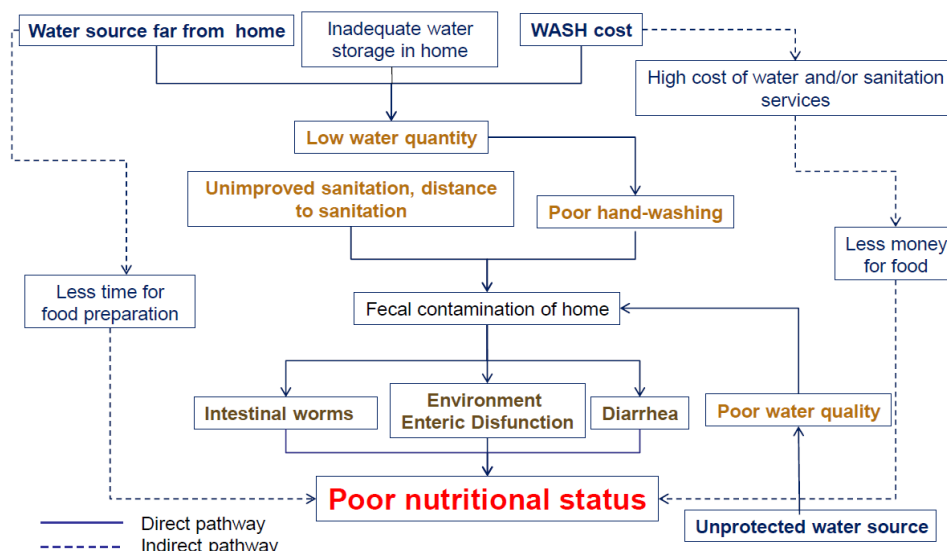 Water source far from home
Inadequate water
storage in home
WASH cost
High cost of water and/or sanitation
services
Low water quantity
Unimproved sanitation, distance
to sanitation
Poor hand-washing
Less money
for food
Less time for
food preparation
Fecal contamination of home
Intestinal worms
Environment
Enteric Disfunction
Diarrhea
Poor water quality
Poor nutritional status
Unprotected water source
Direct pathway
Indirect pathway